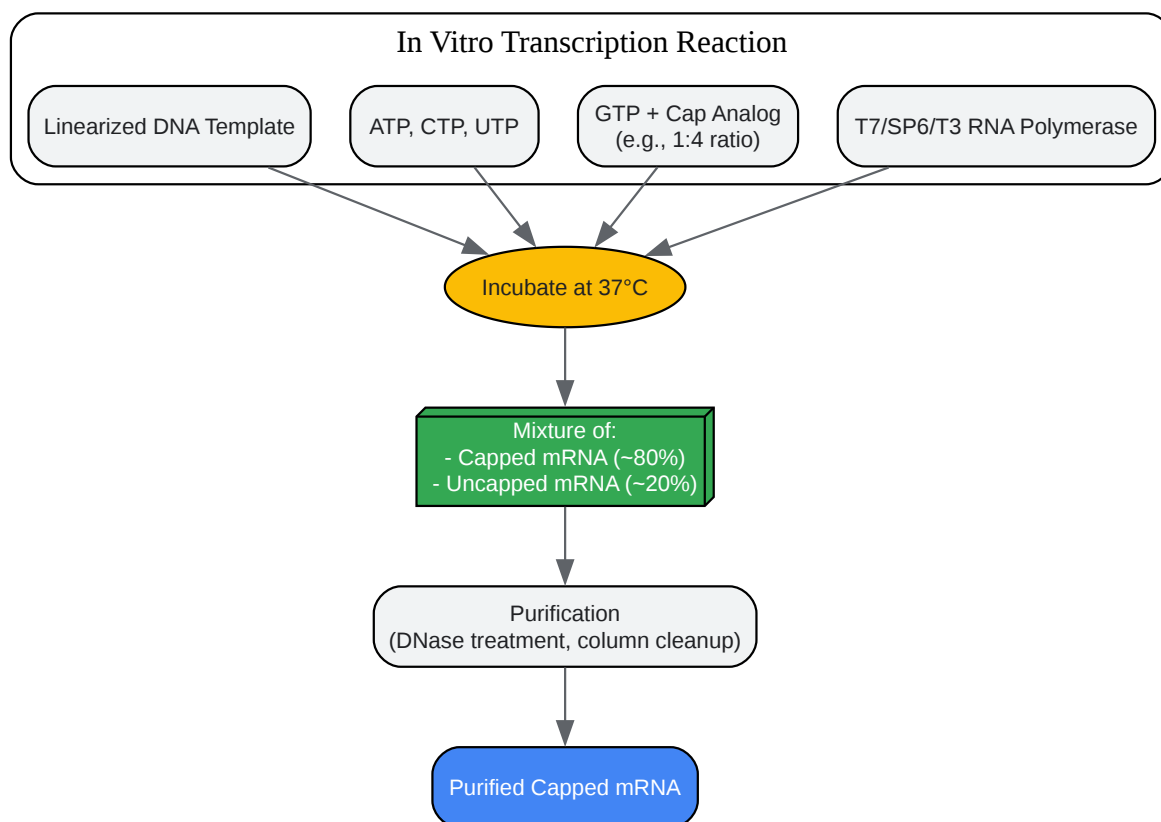 In Vitro Transcription Reaction
Linearized DNA Template
ATP, CTP, UTP
GTP + Cap Analog
(e.g., 1:4 ratio)
T7/SP6/T3 RNA Polymerase
Incubate at 37°C
Mixture of:
- Capped mRNA (~80%)
- Uncapped mRNA (~20%)
Purification
(DNase treatment, column cleanup)
Purified Capped mRNA